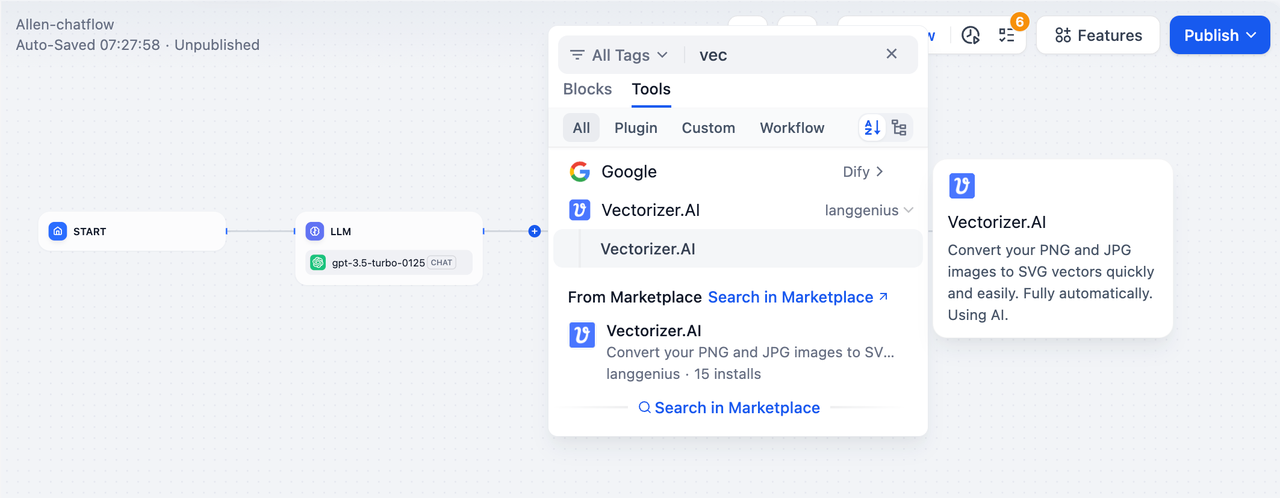 Allen-chatflow
Auto-Saved 07:27:58 · Unpublished
6
Features
Publish
START
LLM
gpt-3.5-turbo-0125 CHAT
All Tags
vec
Blocks Tools
All Plugin Custom Workflow
Google Dify
Vectorizer.AI langgenius
Vectorizer.AI
From Marketplace Search in Marketplace
Vectorizer.AI
Convert your PNG and JPG images to SV...
langgenius · 15 installs
Search in Marketplace
Vectorizer.AI
Convert your PNG and JPG
images to SVG vectors quickly
and easily. Fully automatically.
Using AI.